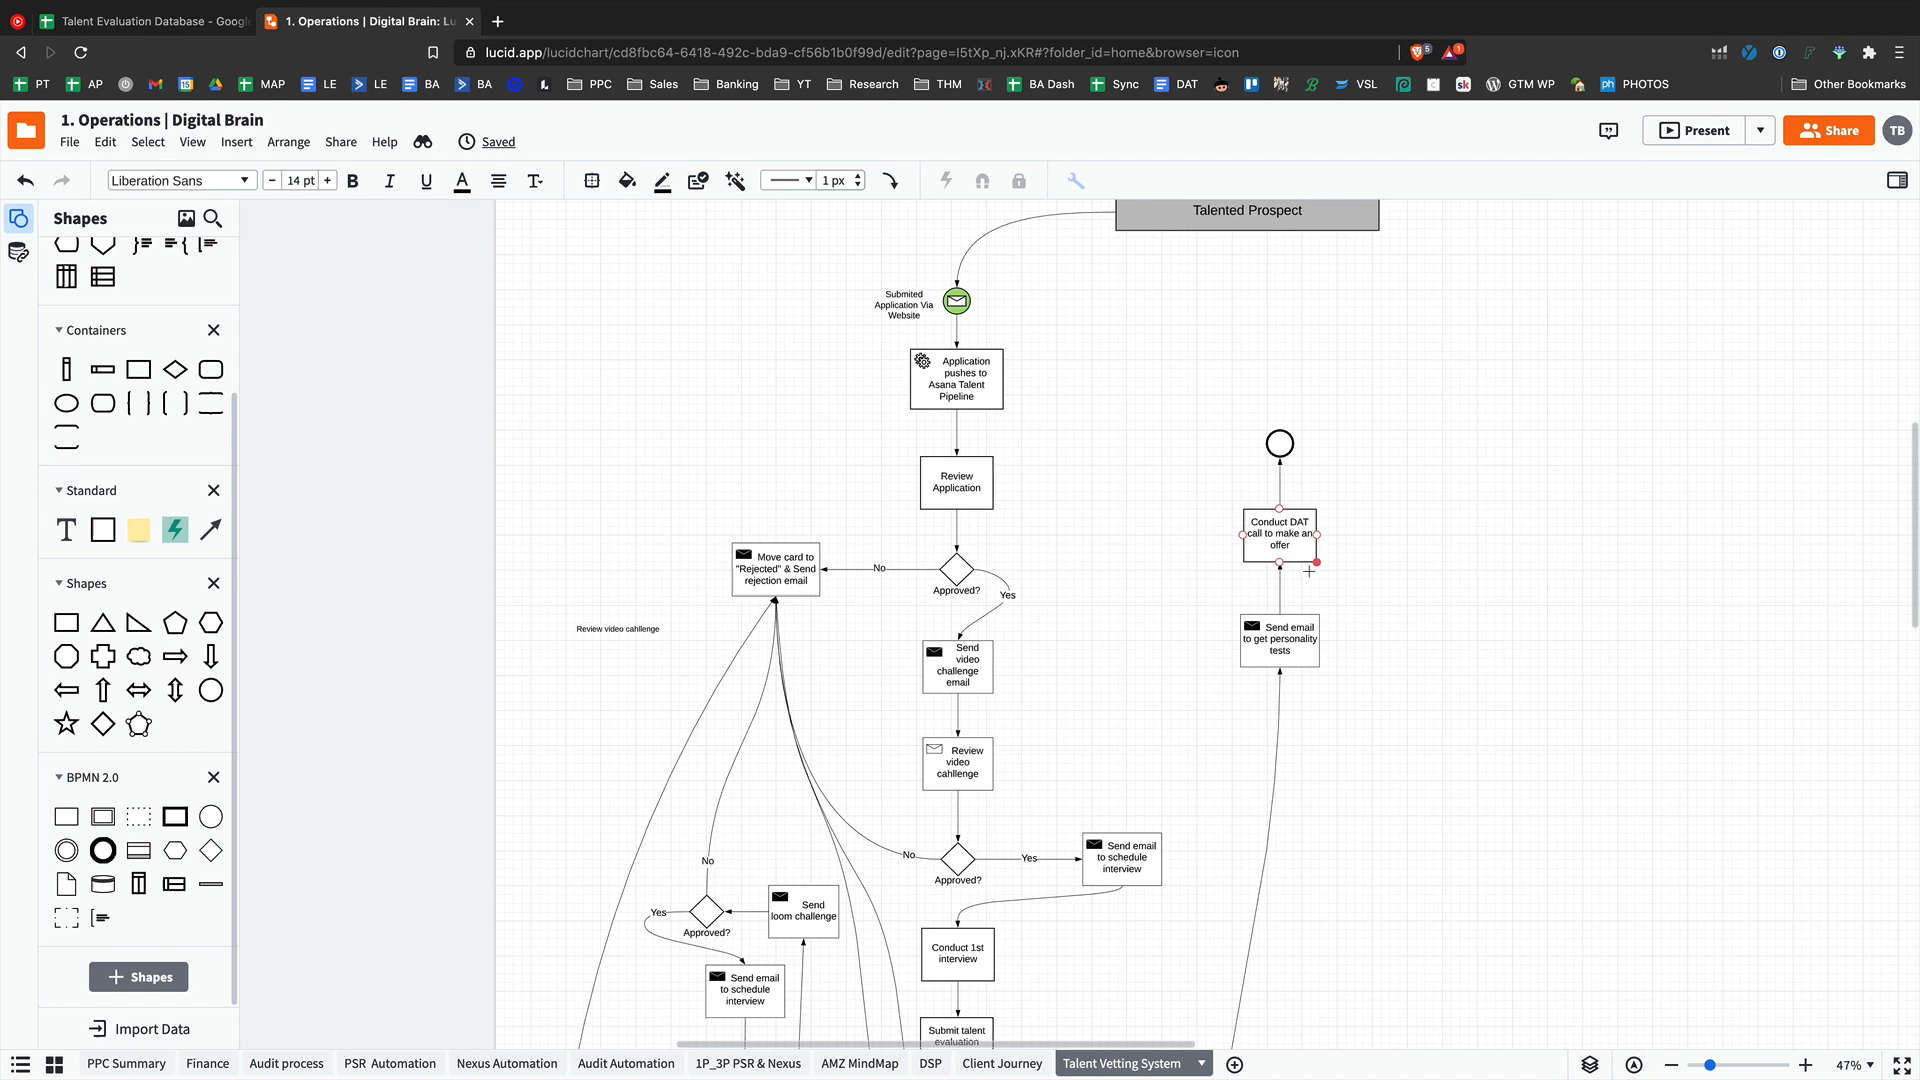 Talent Evaluation Database - Google
1. Operations | Digital Brain: Lu
lucid.app/lucidchart/cd8fbc64-6418-492c-bda9-cf56b1b0f99d/edit?page=I5tXp_nj.xKR#?folder_id=home&browser=icon
5
1
PT
AP
MAP
LE
LE
BA
BA
PPC
Sales
Banking
YT
Research
THM
BA Dash
Sync
DAT
VSL
GTM WP
PHOTOS
Other Bookmarks
1. Operations | Digital Brain
File
Edit
Select
View
Insert
Arrange
Share
Help
Saved
Present
Share
TB
Liberation Sans
14 pt
B
I
U
A
T
1 px
Shapes
Containers
Standard
T
Shapes
BPMN 2.0
Shapes
Import Data
Talented Prospect
Submited
Application Via
Website
Application
pushes to
Asana Talent
Pipeline
Review
Application
Approved?
No
Yes
Move card to
"Rejected" & Send
rejection email
Review video cahllenge
Send
video
challenge
email
Review
video
cahllenge
Approved?
No
Yes
Send email
to schedule
interview
Conduct 1st
interview
Submit talent
evaluation
No
Yes
Approved?
Send
loom challenge
Send email
to schedule
interview
Conduct DAT
call to make an
offer
Send email
to get personality
tests
PPC Summary
Finance
Audit process
PSR Automation
Nexus Automation
Audit Automation
1P_3P PSR & Nexus
AMZ MindMap
DSP
Client Journey
Talent Vetting System
47%